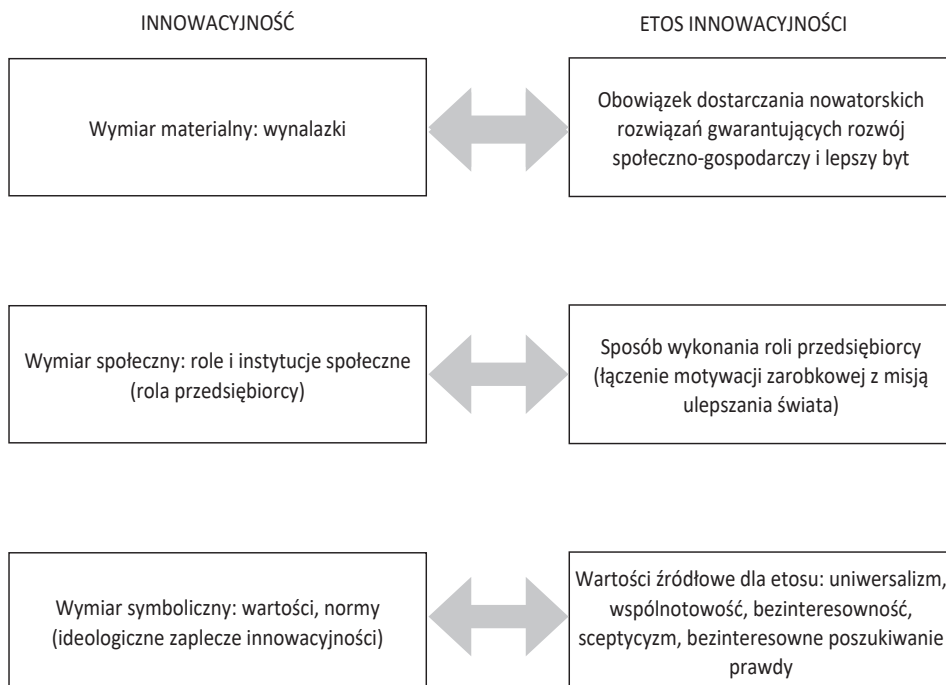 INNOWACYJNOŚĆ
ETOS INNOWACYJNOŚCI
Wymiar materialny: wynalazki
Obowiązek dostarczania nowatorskich
rozwiązań gwarantujących rozwój
społeczno-gospodarczy i lepszy byt
Wymiar społeczny: role i instytucje społeczne
(rola przedsiębiorcy)
Sposób wykonania roli przedsiębiorcy
(łączenie motywacji zarobkowej z misją
ulepszania świata)
Wymiar symboliczny: wartości, normy
(ideologiczne zaplecze innowacyjności)
Wartości źródłowe dla etosu: uniwersalizm,
wspólnotowość, bezinteresowność,
sceptycyzm, bezinteresowne poszukiwanie
prawdy